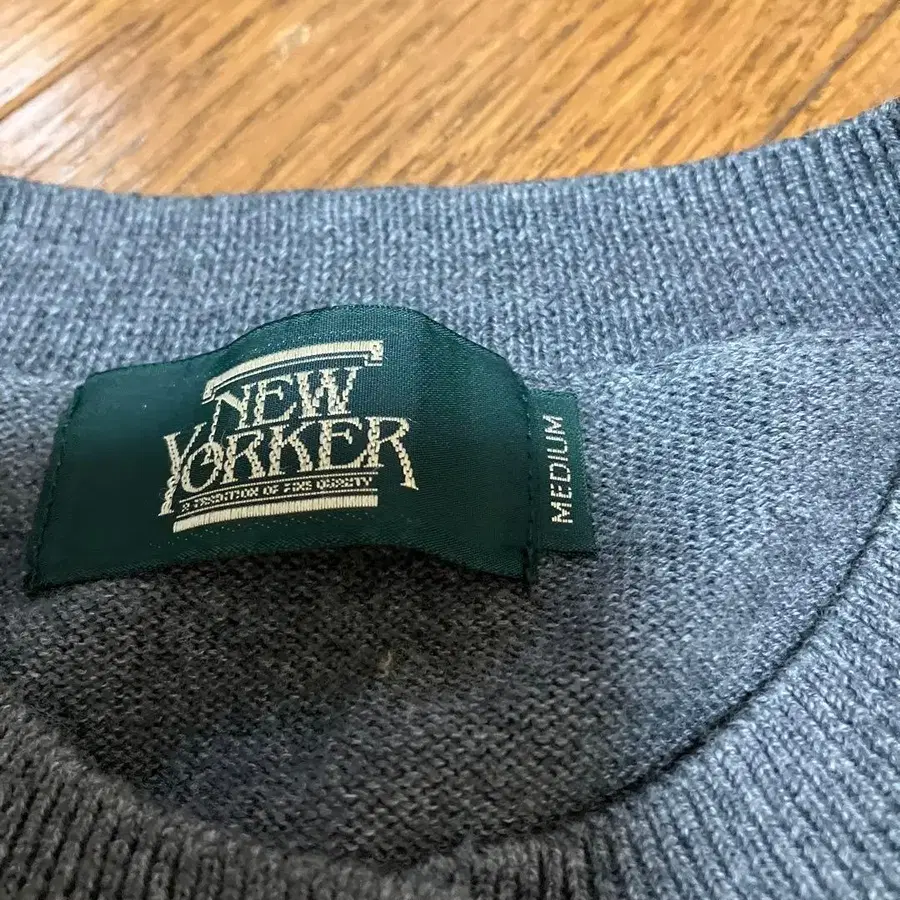 NEW
YORKER
A TRADITION OF FINE QUALITY
MEDIUM